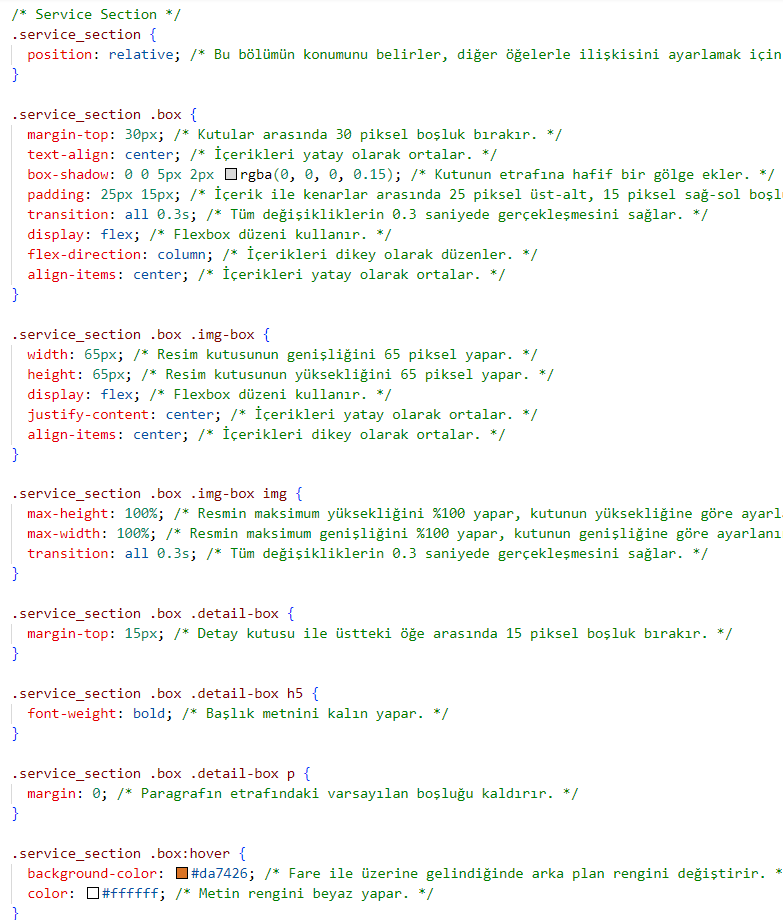 /* Service Section */
.service_section {
  position: relative; /* Bu bölümün konumunu belirler, diğer öğelerle ilişkisini ayarlamak için
}

.service_section .box {
  margin-top: 30px; /* Kutular arasında 30 piksel boşluk bırakır. */
  text-align: center; /* İçerikleri yatay olarak ortalar. */
  box-shadow: 0 0 5px 2px rgba(0, 0, 0, 0.15); /* Kutunun etrafına hafif bir gölge ekler. */
  padding: 25px 15px; /* İçerik ile kenarlar arasında 25 piksel üst-alt, 15 piksel sağ-sol boşl
  transition: all 0.3s; /* Tüm değişikliklerin 0.3 saniyede gerçekleşmesini sağlar. */
  display: flex; /* Flexbox düzeni kullanır. */
  flex-direction: column; /* İçerikleri dikey olarak düzenler. */
  align-items: center; /* İçerikleri yatay olarak ortalar. */
}

.service_section .box .img-box {
  width: 65px; /* Resim kutusunun genişliğini 65 piksel yapar. */
  height: 65px; /* Resim kutusunun yüksekliğini 65 piksel yapar. */
  display: flex; /* Flexbox düzeni kullanır. */
  justify-content: center; /* İçerikleri yatay olarak ortalar. */
  align-items: center; /* İçerikleri dikey olarak ortalar. */
}

.service_section .box .img-box img {
  max-height: 100%; /* Resmin maksimum yüksekliğini %100 yapar, kutunun yüksekliğine göre ayarl
  max-width: 100%; /* Resmin maksimum genişliğini %100 yapar, kutunun genişliğine göre ayarlanı
  transition: all 0.3s; /* Tüm değişikliklerin 0.3 saniyede gerçekleşmesini sağlar. */
}

.service_section .box .detail-box {
  margin-top: 15px; /* Detay kutusu ile üstteki öğe arasında 15 piksel boşluk bırakır. */
}

.service_section .box .detail-box h5 {
  font-weight: bold; /* Başlık metnini kalın yapar. */
}

.service_section .box .detail-box p {
  margin: 0; /* Paragrafın etrafındaki varsayılan boşluğu kaldırır. */
}

.service_section .box:hover {
  background-color: #da7426; /* Fare ile üzerine gelindiğinde arka plan rengini değiştirir. *
  color: #ffffff; /* Metin rengini beyaz yapar. */
}